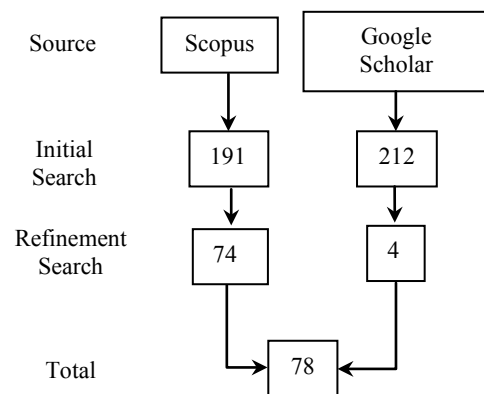 Source
Scopus
Google
Scholar
Initial
Search
191
212
Refinement
Search
74
4
Total
78